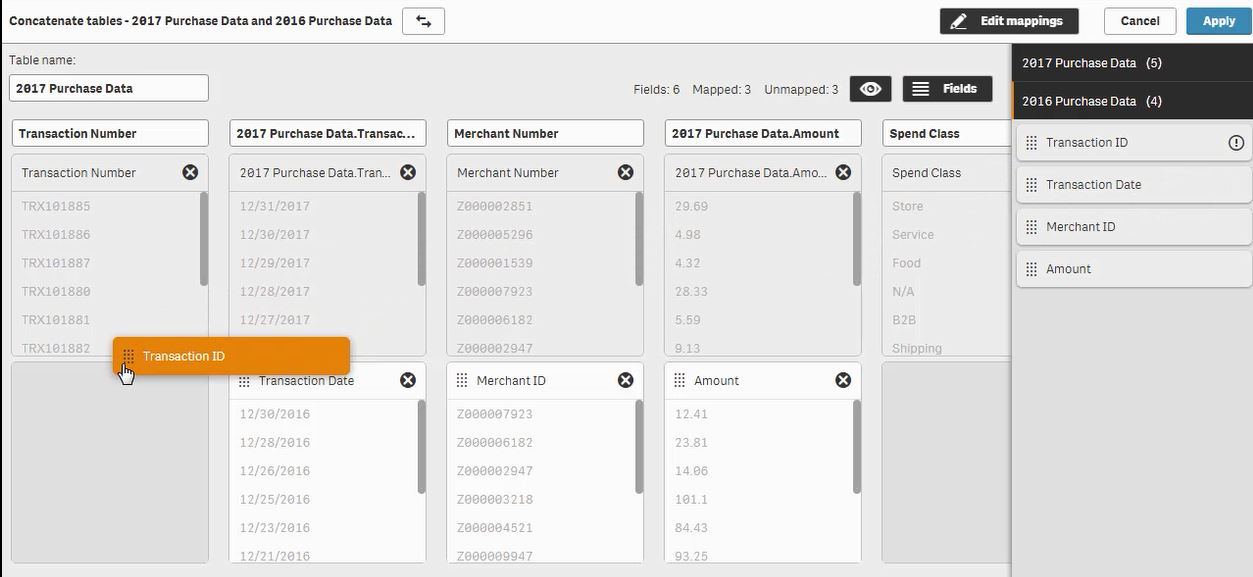 Concatenate tables - 2017 Purchase Data and 2016 Purchase Data
Edit mappings
Cancel
Apply
Table name:
2017 Purchase Data
Fields: 6 Mapped: 3 Unmapped: 3
Fields
2017 Purchase Data (5)
2016 Purchase Data (4)
Transaction ID
Transaction Date
Merchant ID
Amount
Transaction Number
2017 Purchase Data.Transac...
Merchant Number
2017 Purchase Data.Amount
Spend Class
Transaction Number
2017 Purchase Data.Tran...
Merchant Number
2017 Purchase Data.Amo...
Spend Class
TRX101885 12/31/2017 Z000002851 29.69 Store
TRX101886 12/30/2017 Z000005296 4.98 Service
TRX101887 12/29/2017 Z000001539 4.32 Food
TRX101880 12/28/2017 Z000007923 28.33 N/A
TRX101881 12/27/2017 Z000006182 5.59 B2B
TRX101882 Z000002947 9.13 Shipping
Transaction ID
Transaction Date Merchant ID Amount
12/30/2016 Z000007923 12.41
12/28/2016 Z000006182 23.81
12/26/2016 Z000002947 14.06
12/25/2016 Z000003218 101.1
12/23/2016 Z000004521 84.43
12/21/2016 Z000009947 93.25